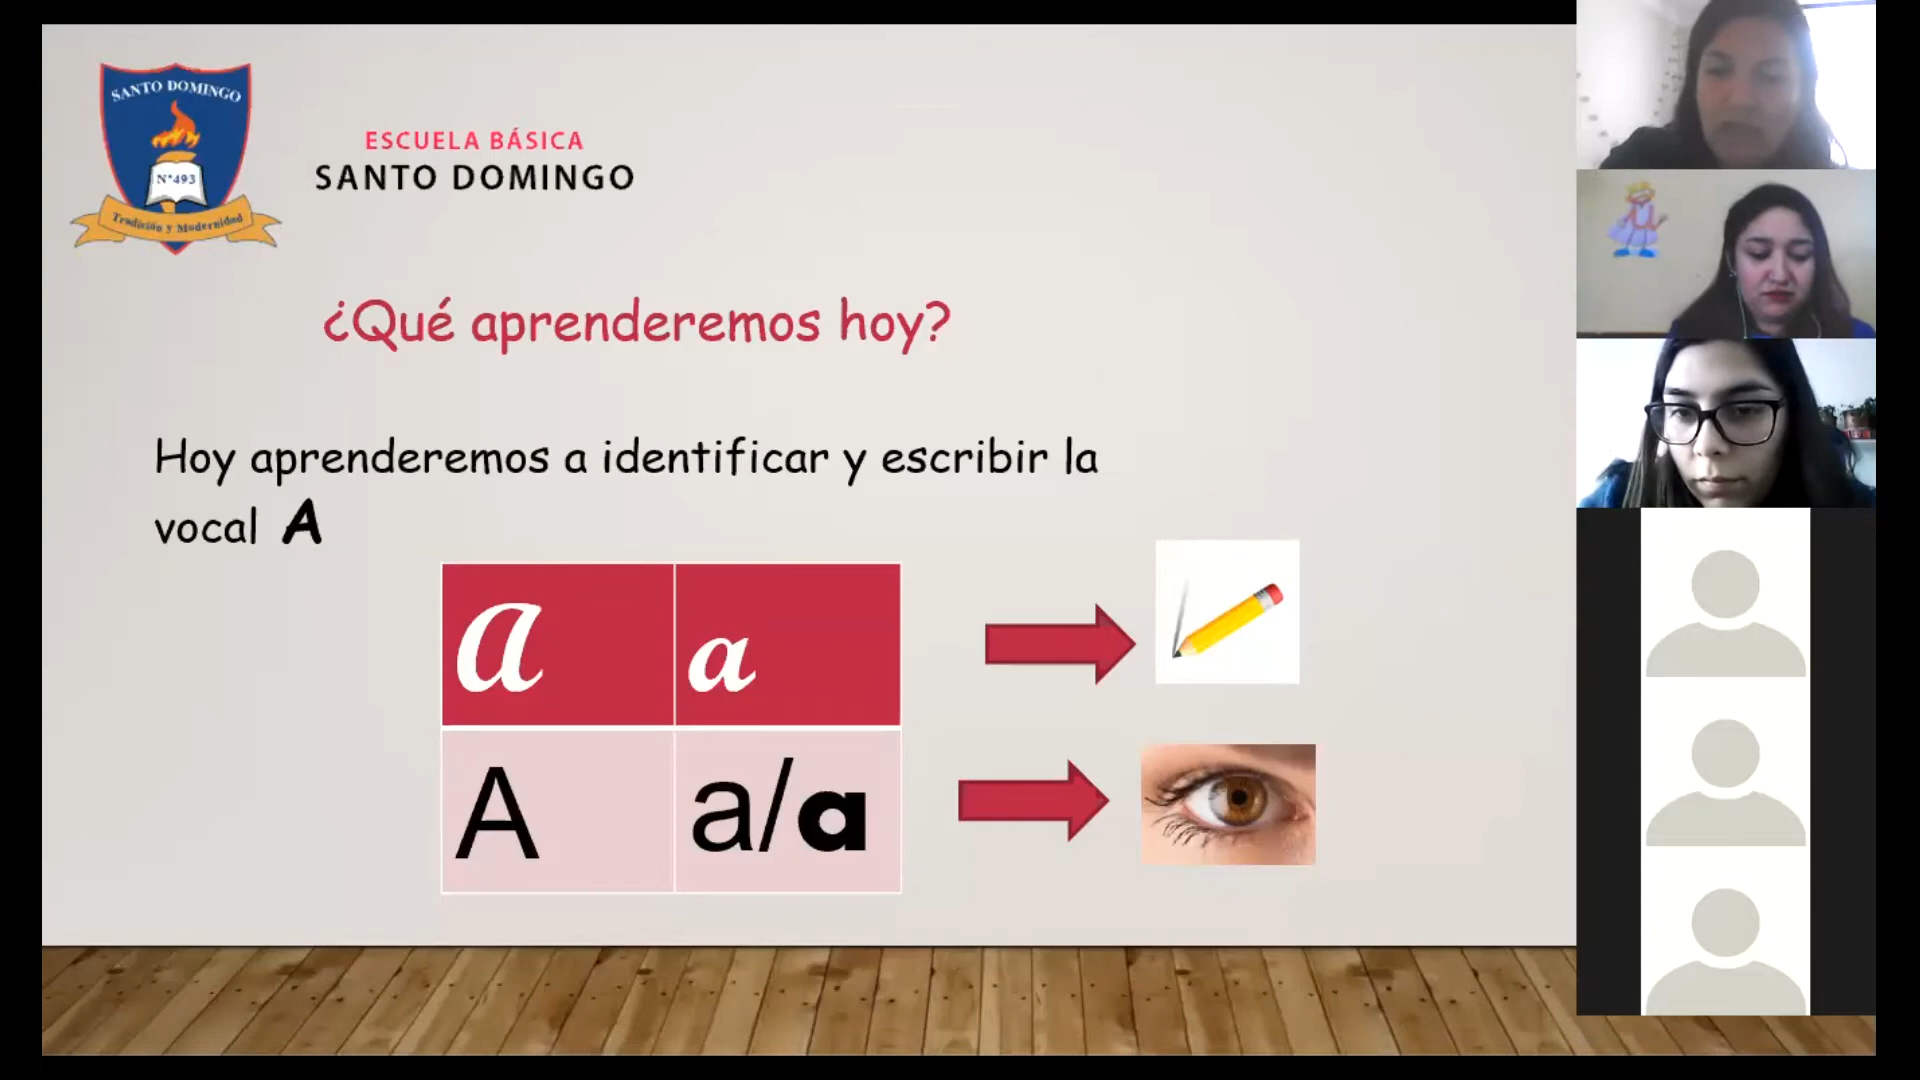 SANTO DOMINGO
N°493
Tradición y Modernidad
ESCUELA BÁSICA
SANTO DOMINGO
¿Qué aprenderemos hoy?
Hoy aprenderemos a identificar y escribir la
vocal A
A a
A a/a